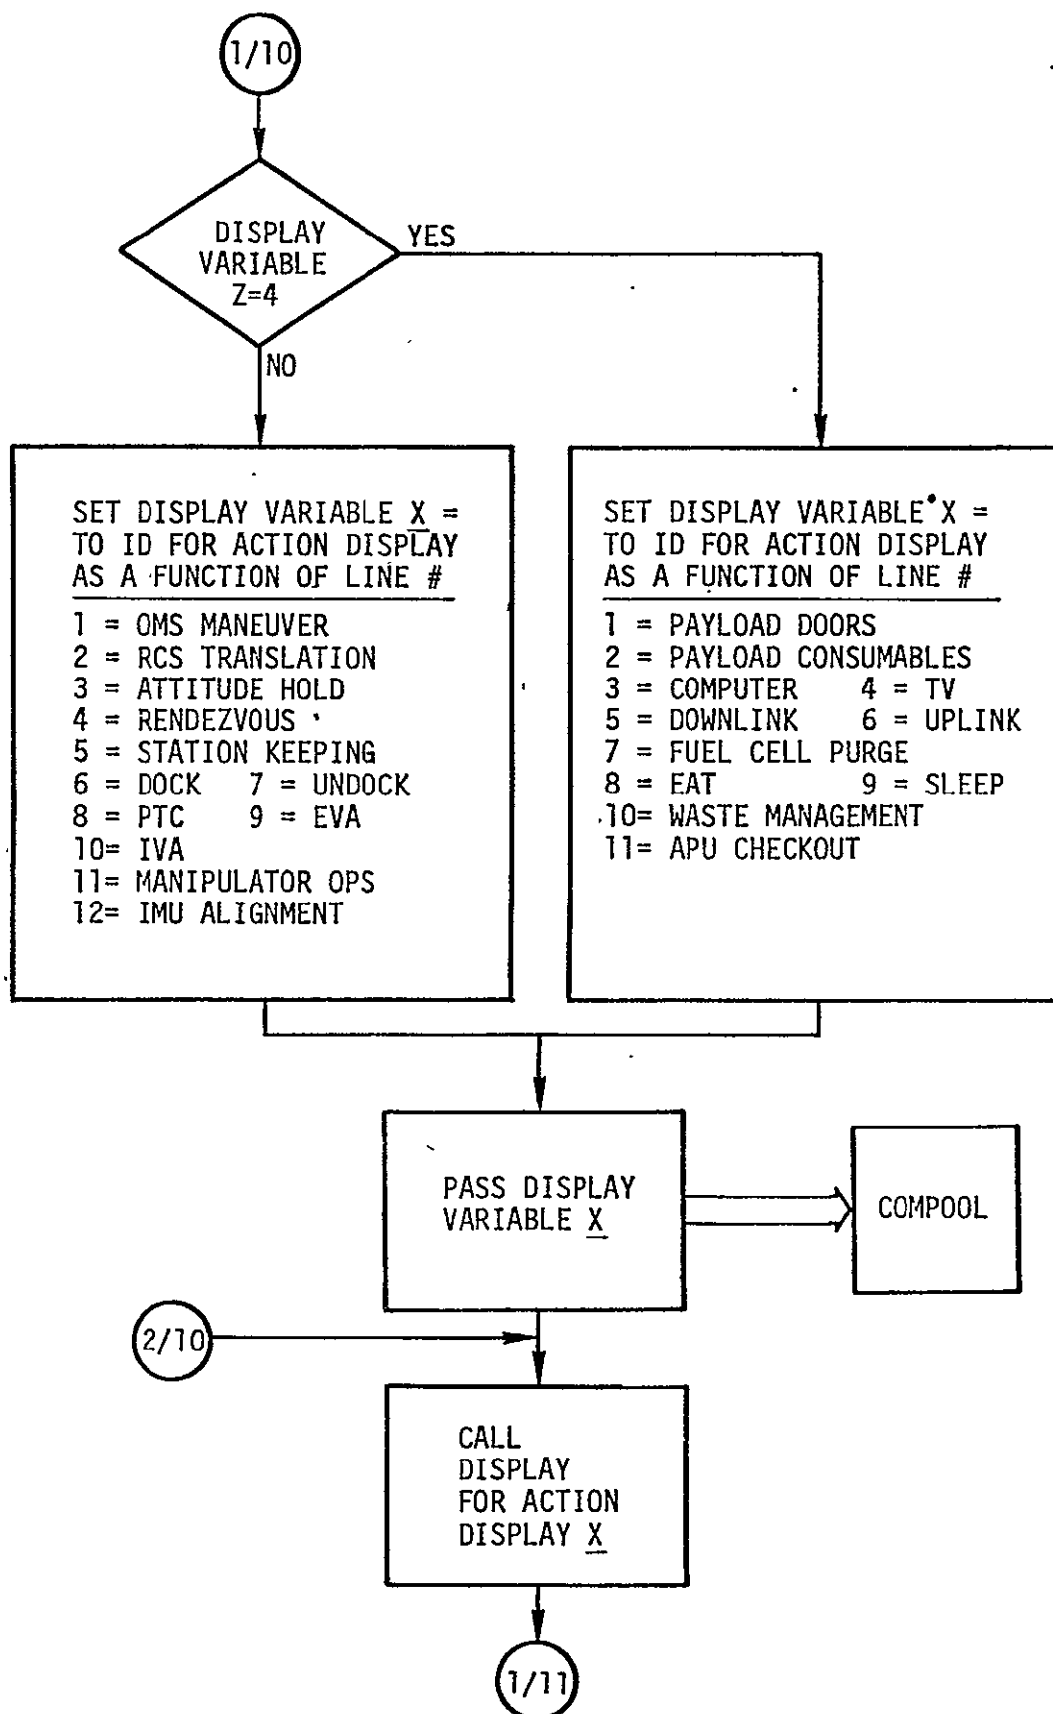 1/10
DISPLAY
VARIABLE
Z=4
YES
NO
SET DISPLAY VARIABLE X =
TO ID FOR ACTION DISPLAY
AS A FUNCTION OF LINE #
1 = OMS MANEUVER
2 = RCS TRANSLATION
3 = ATTITUDE HOLD
4 = RENDEZVOUS
5 = STATION KEEPING
6 = DOCK 7 = UNDOCK
8 = PTC 9 = EVA
10= IVA
11= MANIPULATOR OPS
12= IMU ALIGNMENT
SET DISPLAY VARIABLE X =
TO ID FOR ACTION DISPLAY
AS A FUNCTION OF LINE #
1 = PAYLOAD DOORS
2 = PAYLOAD CONSUMABLES
3 = COMPUTER 4 = TV
5 = DOWNLINK 6 = UPLINK
7 = FUEL CELL PURGE
8 = EAT 9 = SLEEP
10= WASTE MANAGEMENT
11= APU CHECKOUT
PASS DISPLAY
VARIABLE X
COMPOOL
2/10
CALL
DISPLAY
FOR ACTION
DISPLAY X
1/11